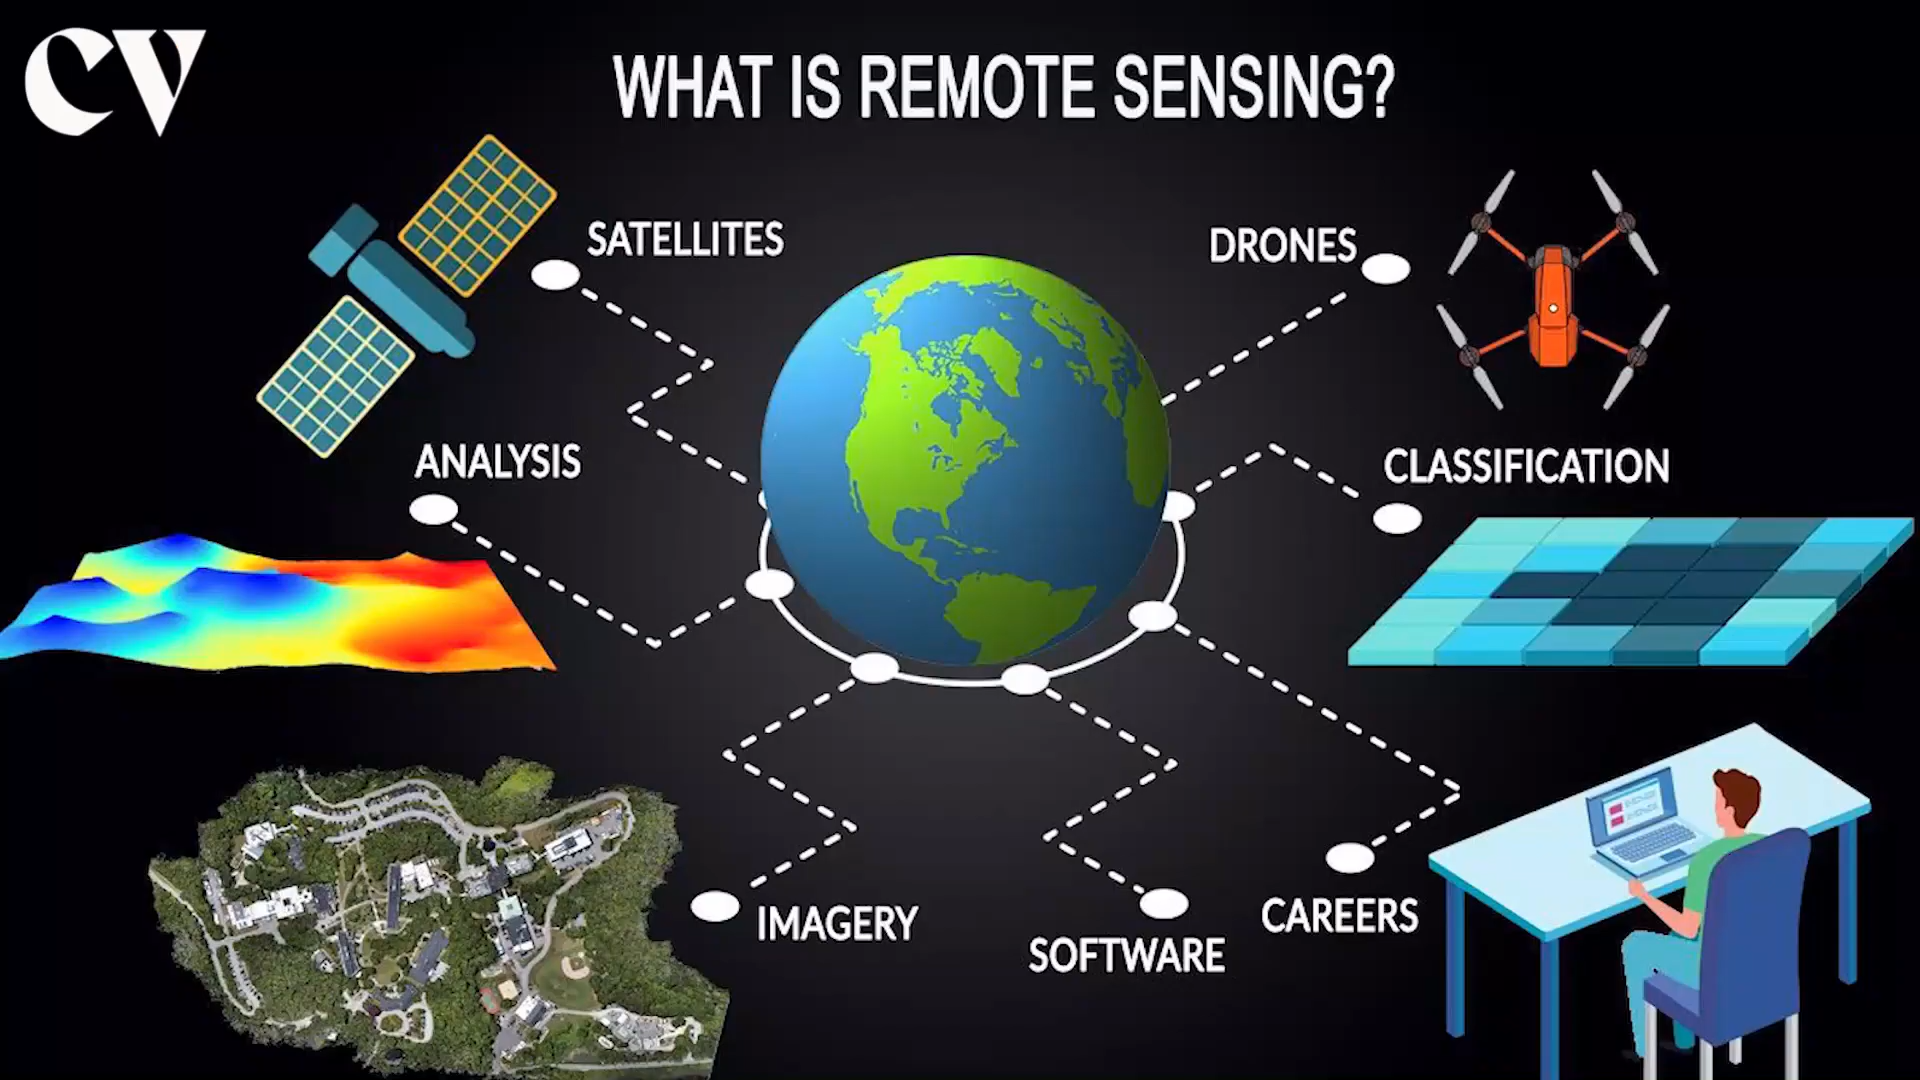 CV
WHAT IS REMOTE SENSING?
SATELLITES
DRONES
ANALYSIS
CLASSIFICATION
IMAGERY
SOFTWARE
CAREERS